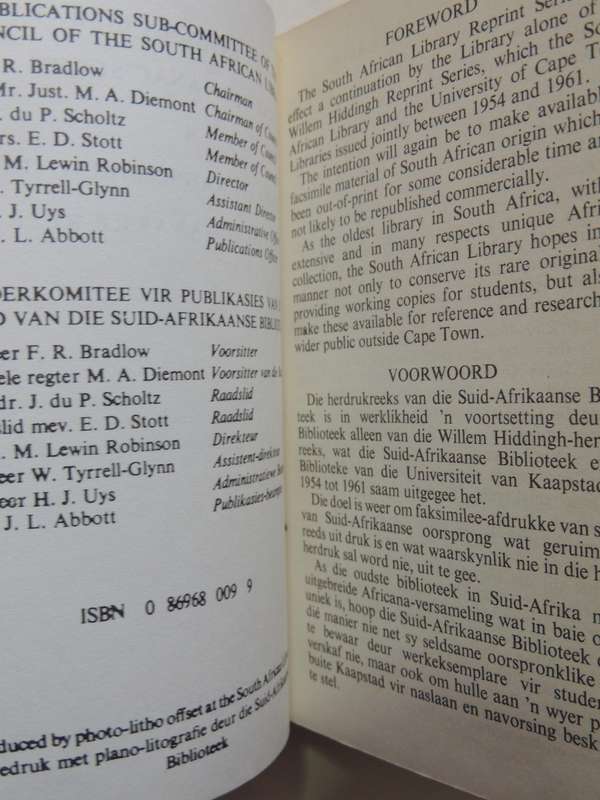 BLICATIONS SUB-COMMITTEE OF
NCIL OF THE SOUTH AFRICAN
R. Bradlow
Chairman
Mr. Just. M. A. Diemont
Chairman of
du P. Scholtz
Member of
rs. E. D. Stott
Member of
M. Lewin Robinson
Director
Tyrrell-Glynn
Assistant Director
J. Uys
Administrative
L. Abbott
Publications
ERKOMITEE VIR PUBLIKASIES VAN
D VAN DIE SUID-AFRIKAANSE
eer F. R. Bradlow
Voorsitter
ele regter M. A. Diemont
Voorsitter van die
dr. J. du P. Scholtz
Raadslid
slid mev. E. D. Stott
Raadslid
M. Lewin Robinson
Direkteur
eer W. Tyrrell-Glynn
Assistent-direkteur
eer H. J. Uys
Administratiewe
J. L. Abbott
ISBN 0 86968 009 9
duced by photo-litho offset at the South African
edruk met plano-litografie deur die Suid-
Biblioteek
FOREWORD
The South African Library Reprint
effect a continuation by the Library alone of
Willem Hiddingh Reprint Series, which the
African Library and the University of Cape
Libraries issued jointly between 1954 and 1961.
The intention will again be to make available
facsimile material of South African origin which
been out-of-print for some considerable time
not likely to be republished commercially.
As the oldest library in South Africa, with
extensive and in many respects unique
collection, the South African Library hopes in
manner not only to conserve its rare
providing working copies for students, but
make these available for reference and research
wider public outside Cape Town.
VOORWOORD
Die herdrukreeks van die Suid-Afrikaanse B
teek is in werklikheid 'n voortsetting deur
Biblioteek alleen van die Willem Hiddingh-her
reeks, wat die Suid-Afrikaanse Biblioteek e
Biblioteke van die Universiteit van Kaapstad
1954 tot 1961 saam uitgegee het.
Die doel is weer om faksimilee-afdrukke van s
van Suid-Afrikaanse oorsprong wat geruim
reeds uit druk is en wat waarskynlik nie in die h
herdruk sal word nie, uit te gee.
As die oudste biblioteek in Suid-Afrika
uitgebreide Africana-versameling wat in baie
uniek is, hoop die Suid-Afrikaanse Biblioteek
dié manier nie net sy seldsame oorspronklike
te bewaar deur werkeksemplare vir
verskaf nie, maar ook om hulle aan 'n wyer
buite Kaapstad vir naslaan en navorsing besk
te stel.